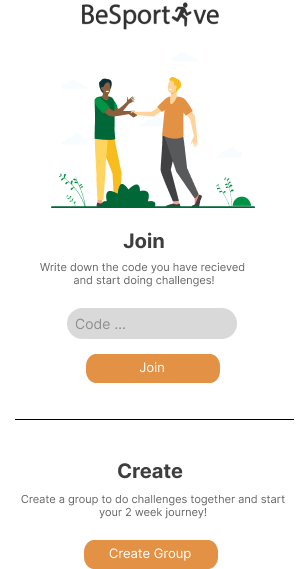 BeSportive
Join
Write down the code you have recieved
and start doing challenges!
Code ...
Join
Create
Create a group to do challenges together and start
your 2 week journey!
Create Group